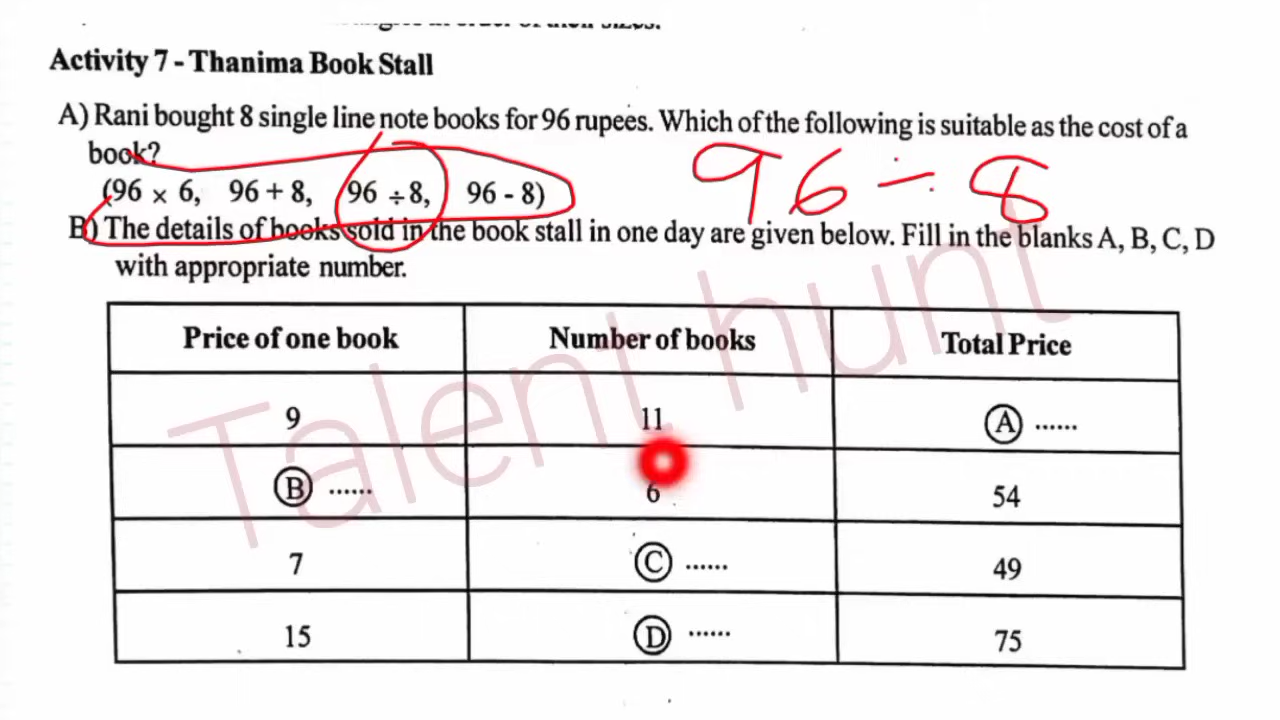 Activity 7 - Thanima Book Stall
A) Rani bought 8 single line note books for 96 rupees. Which of the following is suitable as the cost of a
book?
96 ÷ 8
(96 × 6, 96 + 8, 96 ÷ 8, 96 - 8)
B) The details of books sold in the book stall in one day are given below. Fill in the blanks A, B, C, D
with appropriate number.
Price of one book Number of books Total Price
9 11 A ......
B ...... 6 54
7 C ...... 49
15 D ...... 75
Talent hunt